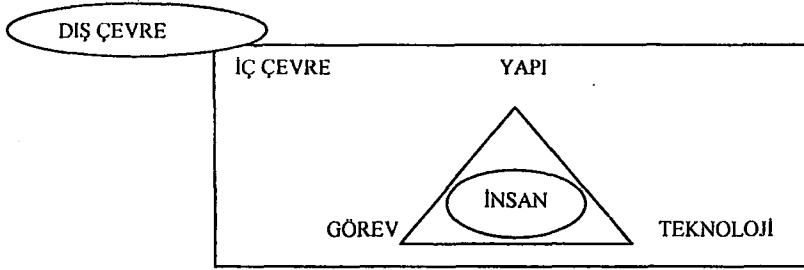 DIŞ ÇEVRE
İÇ ÇEVRE YAPI
İNSAN
GÖREV TEKNOLOJİ